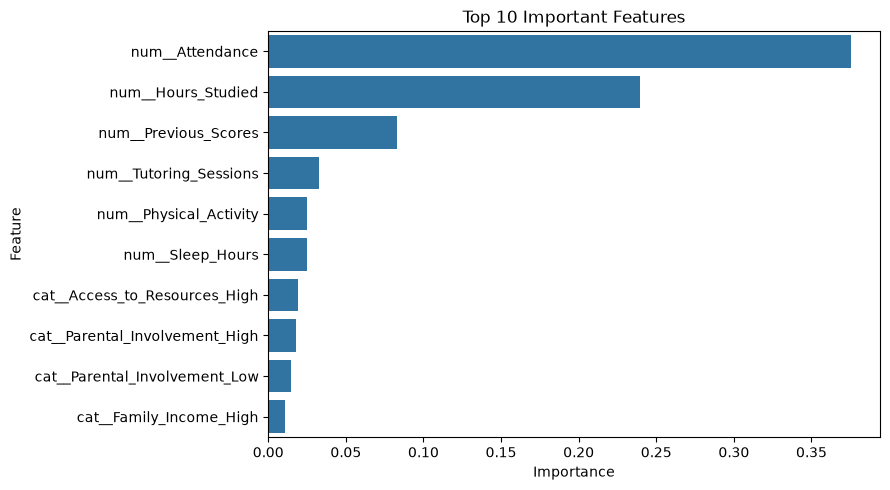 Top 10 Important Features
num__Attendance
num__Hours_Studied
num__Previous_Scores
num__Tutoring_Sessions
num__Physical_Activity
num__Sleep_Hours
cat__Access_to_Resources_High
cat__Parental_Involvement_High
cat__Parental_Involvement_Low
cat__Family_Income_High
Feature
0.00 0.05 0.10 0.15 0.20 0.25 0.30 0.35
Importance